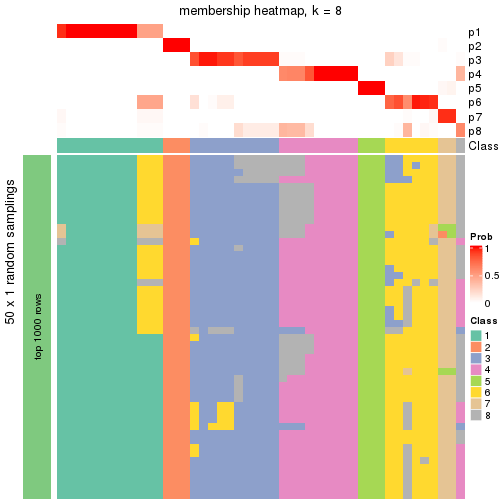 membership heatmap, k = 8
p1
p2
p3
p4
p5
p6
p7
p8
Class
50 x 1 random samplings
top 1000 rows
Prob
1
0.5
0
Class
1
2
3
4
5
6
7
8